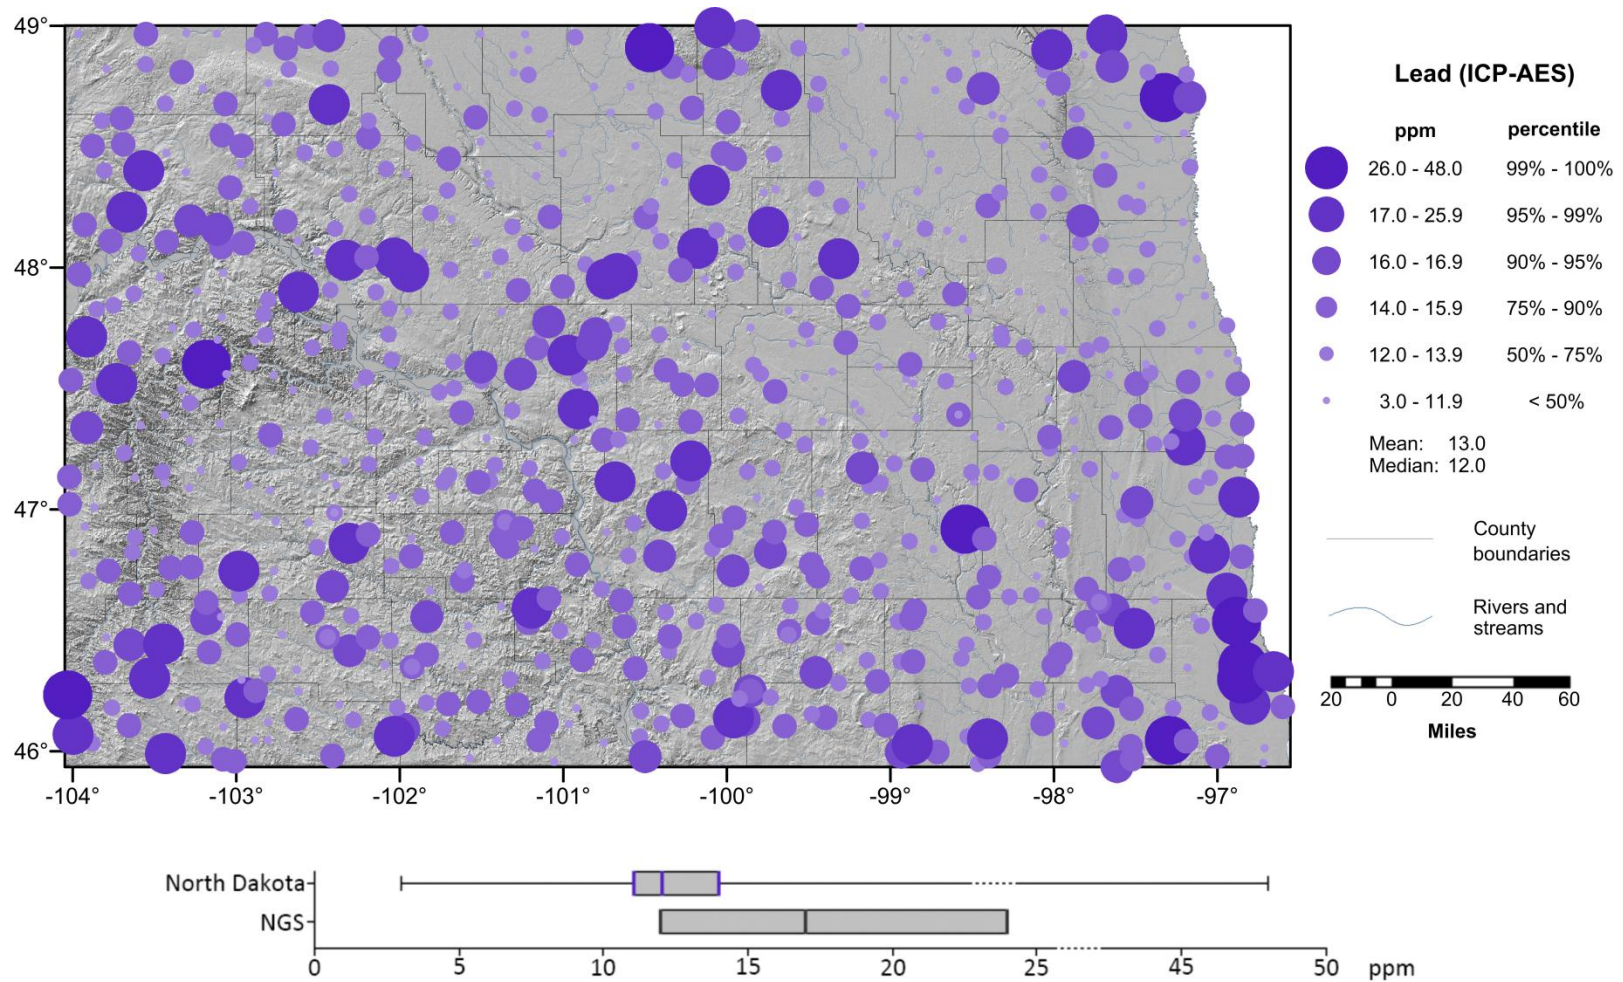 49°
48°
47°
46°
-104°
-103°
-102°
-101°
-100°
-99°
-98°
-97°
Lead (ICP-AES)
ppm percentile
26.0 - 48.0 99% - 100%
17.0 - 25.9 95% - 99%
16.0 - 16.9 90% - 95%
14.0 - 15.9 75% - 90%
12.0 - 13.9 50% - 75%
3.0 - 11.9 < 50%
Mean: 13.0
Median: 12.0
County
boundaries
Rivers and
streams
20 0 20 40 60
Miles
North Dakota
NGS
0 5 10 15 20 25 45 50 ppm